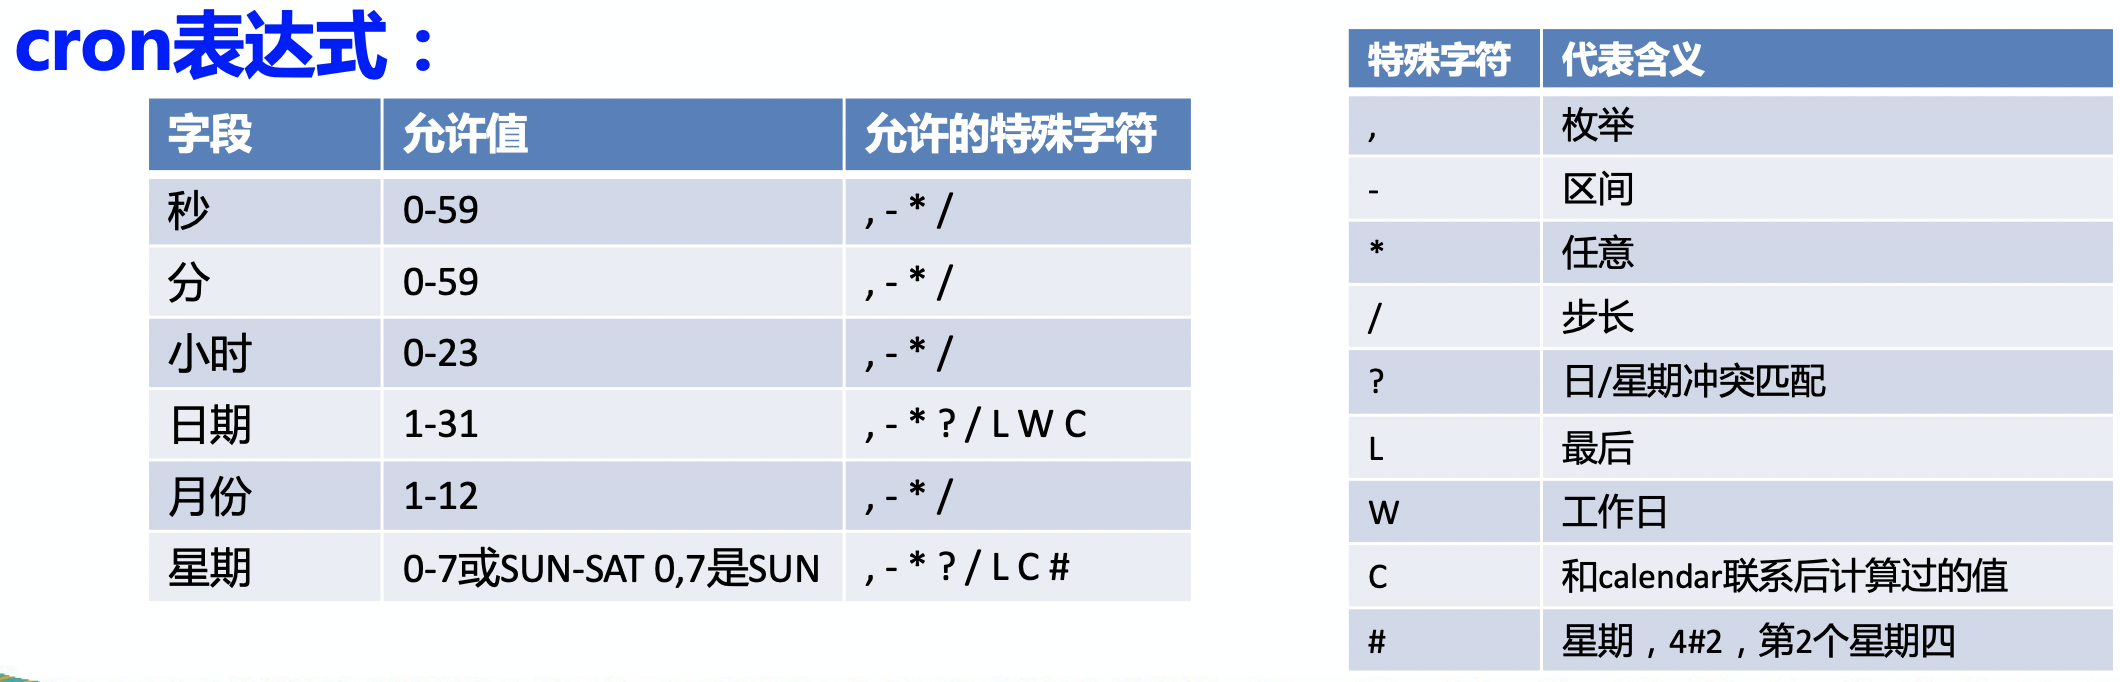 cron表达式：
字段 允许值 允许的特殊字符
秒 0-59 , - * /
分 0-59 , - * /
小时 0-23 , - * /
日期 1-31 , - * ? / L W C
月份 1-12 , - * /
星期 0-7或SUN-SAT 0,7是SUN , - * ? / L C #
特殊字符 代表含义
, 枚举
- 区间
* 任意
/ 步长
? 日/星期冲突匹配
L 最后
W 工作日
C 和calendar联系后计算过的值
# 星期，4#2，第2个星期四